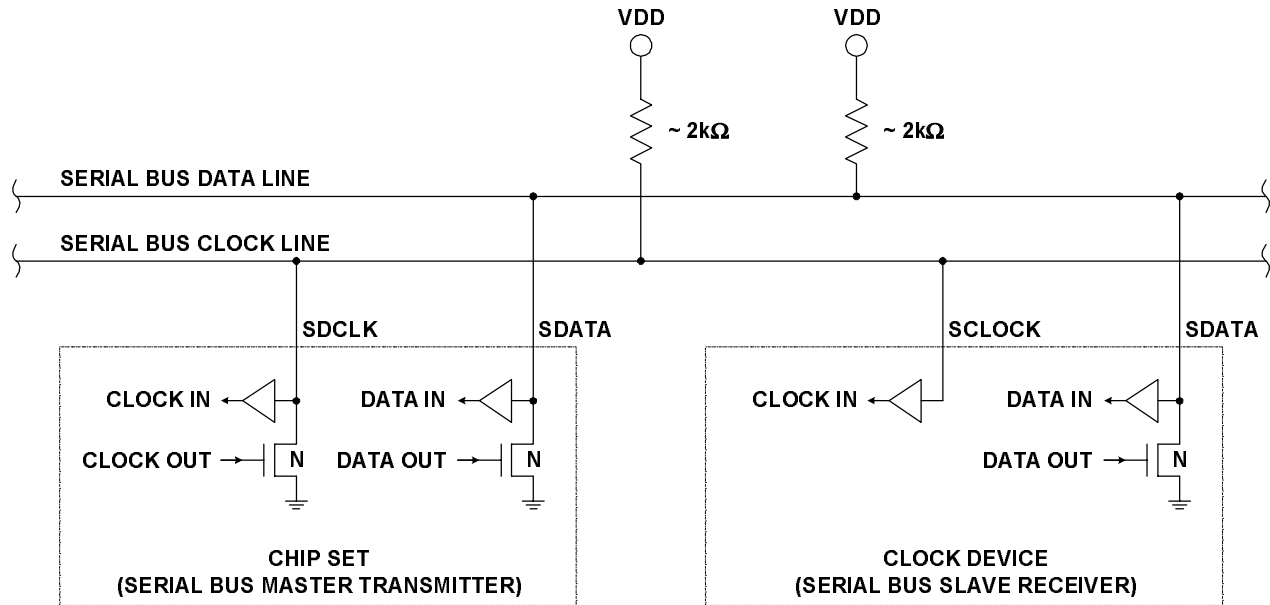 VDD
VDD
~ 2kΩ
~ 2kΩ
SERIAL BUS DATA LINE
SERIAL BUS CLOCK LINE
SDCLK
SDATA
SCLOCK
SDATA
CLOCK IN
DATA IN
CLOCK IN
DATA IN
CLOCK OUT
N
DATA OUT
N
DATA OUT
N
CHIP SET
(SERIAL BUS MASTER TRANSMITTER)
CLOCK DEVICE
(SERIAL BUS SLAVE RECEIVER)